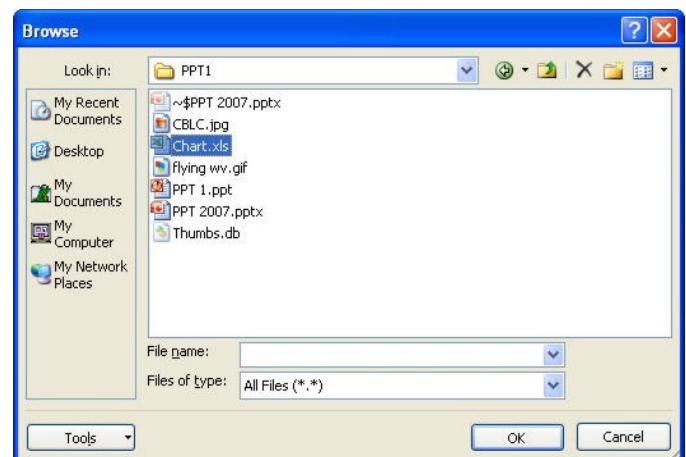 Browse
Look in:
PPT1
My Recent
Documents
Desktop
My
Documents
My
Computer
My Network
Places
~$PPT 2007.pptx
CBLC.jpg
Chart.xls
flying wv.gif
PPT 1.ppt
PPT 2007.pptx
Thumbs.db
File name:
Files of type:
All Files (*.*)
Tools
OK
Cancel